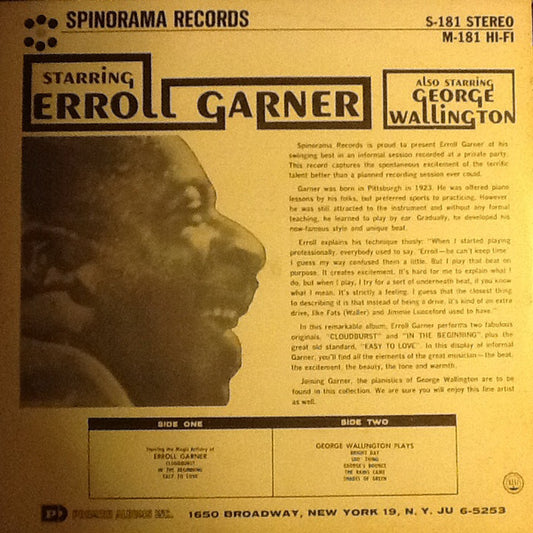 SPINORAMA RECORDS
S-181 STEREO
M-181 HI-FI
STARRING
ERROLL GARNER
ALSO STARRING
GEORGE
WALLINGTON
Spinorama Records is proud to present Erroll Garner at his
swinging best in an informal session recorded at a private party.
This record captures the spontaneous excitement of the terrific
talent better than a planned recording session ever could.
Garner was born in Pittsburgh in 1923. He was offered piano
lessons by his folks, but preferred sports to practicing. However,
he was still attracted to the instrument and without any formal
teaching, he learned to play by ear. Gradually, he developed his
now-famous style and unique beat.
Erroll explains his technique thusly: "When I started playing
professionally, everybody used to say, 'Erroll—he can't keep time.'
I guess my way confused them a little. But I play that beat on
purpose. It creates excitement. It's hard for me to explain what I
do, but when I play, I try for a sort of underneath beat, if you know
what I mean. It's strictly a feeling. I guess that the closest thing
to describing it is that instead of being a drive, it's kind of an extra
drive, like Fats (Waller) and Jimmie Lunceford used to have."
In this remarkable album, Erroll Garner performs two fabulous
originals, "CLOUDBURST" and "IN THE BEGINNING" plus the
great old standard, "EASY TO LOVE". In this display of informal
Garner, you'll find all the elements of the great musician—the beat,
the excitement, the beauty, the tone and warmth.
Joining Garner, the pianistics of George Wallington are to be
found in this collection. We are sure you will enjoy this fine artist
as well.
SIDE ONE
Starring the Magic Artistry of
ERROLL GARNER
CLOUDBURST
IN THE BEGINNING
EASY TO LOVE
SIDE TWO
GEORGE WALLINGTON PLAYS
BRIGHT DAY
SUN' THING
GEORGE'S BOUNCE
THE RAINS CAME
SHADES OF GREEN
PREMIER ALBUMS INC.
1650 BROADWAY, NEW YORK 19, N. Y. JU 6-5253